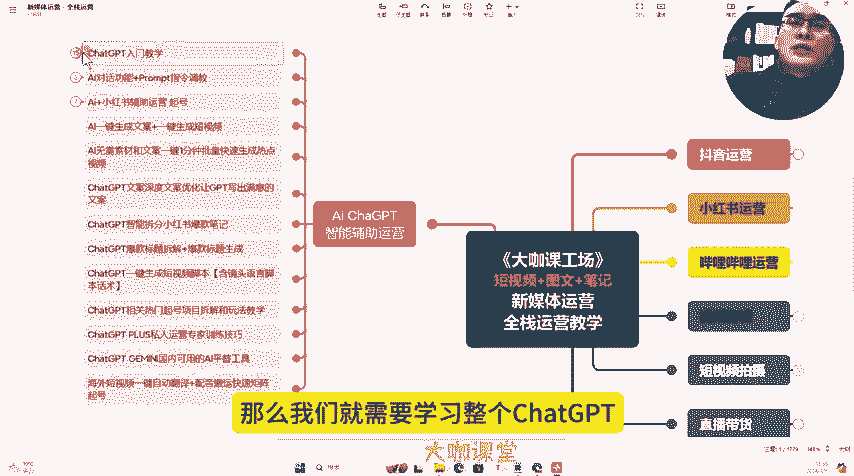 新媒体运营 · 全栈运营
ChatGPT入门教学
AI对话功能+Prompt指令调教
Ai+小红书辅助运营 起号
AI一键生成文案+一键生成短视频
AI无需素材和文案一键1分钟批量快速生成热点
视频
ChatGPT文案深度文案优化让GPT写出满意的
文案
ChatGPT智能拆分小红书爆款笔记
ChatGPT爆款标题拆解+爆款标题生成
ChatGPT一键生成短视频脚本【含镜头语言脚
本话术】
ChatGPT相关热门起号项目拆解和玩法教学
ChatGPT PLUS私人运营专家训练技巧
ChatGPT GEMINI国内可用的AI平替工具
海外短视频一键自动翻译+配音搬运快速矩阵
起号
Ai ChaGPT
智能辅助运营
《大咖课工场》
短视频+图文+笔记
新媒体运营
全栈运营教学
抖音运营
小红书运营
哔哩哔哩运营
短视频拍摄
直播带货
那么我们就需要学习整个ChatGPT
大咖课堂